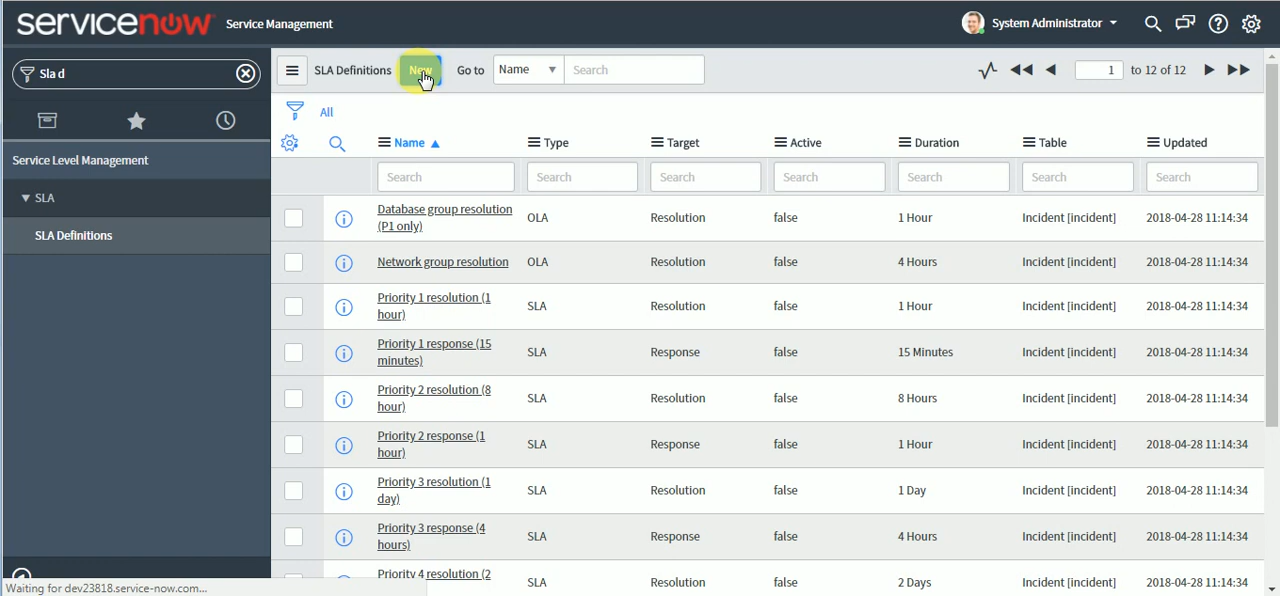 servicenow Service Management System Administrator
Sla d
SLA Definitions New Go to Name Search 1 to 12 of 12
All
Name Type Target Active Duration Table Updated
Search Search Search Search Search Search Search
Service Level Management
SLA
SLA Definitions
Database group resolution
(P1 only) OLA Resolution false 1 Hour Incident [incident] 2018-04-28 11:14:34
Network group resolution OLA Resolution false 4 Hours Incident [incident] 2018-04-28 11:14:34
Priority 1 resolution (1
hour) SLA Resolution false 1 Hour Incident [incident] 2018-04-28 11:14:34
Priority 1 response (15
minutes) SLA Response false 15 Minutes Incident [incident] 2018-04-28 11:14:34
Priority 2 resolution (8
hour) SLA Resolution false 8 Hours Incident [incident] 2018-04-28 11:14:34
Priority 2 response (1
hour) SLA Response false 1 Hour Incident [incident] 2018-04-28 11:14:34
Priority 3 resolution (1
day) SLA Resolution false 1 Day Incident [incident] 2018-04-28 11:14:34
Priority 3 response (4
hours) SLA Response false 4 Hours Incident [incident] 2018-04-28 11:14:34
Priority 4 resolution (2
SLA Resolution false 2 Days Incident [incident] 2018-04-28 11:14:34
Waiting for dev23818.service-now.com...